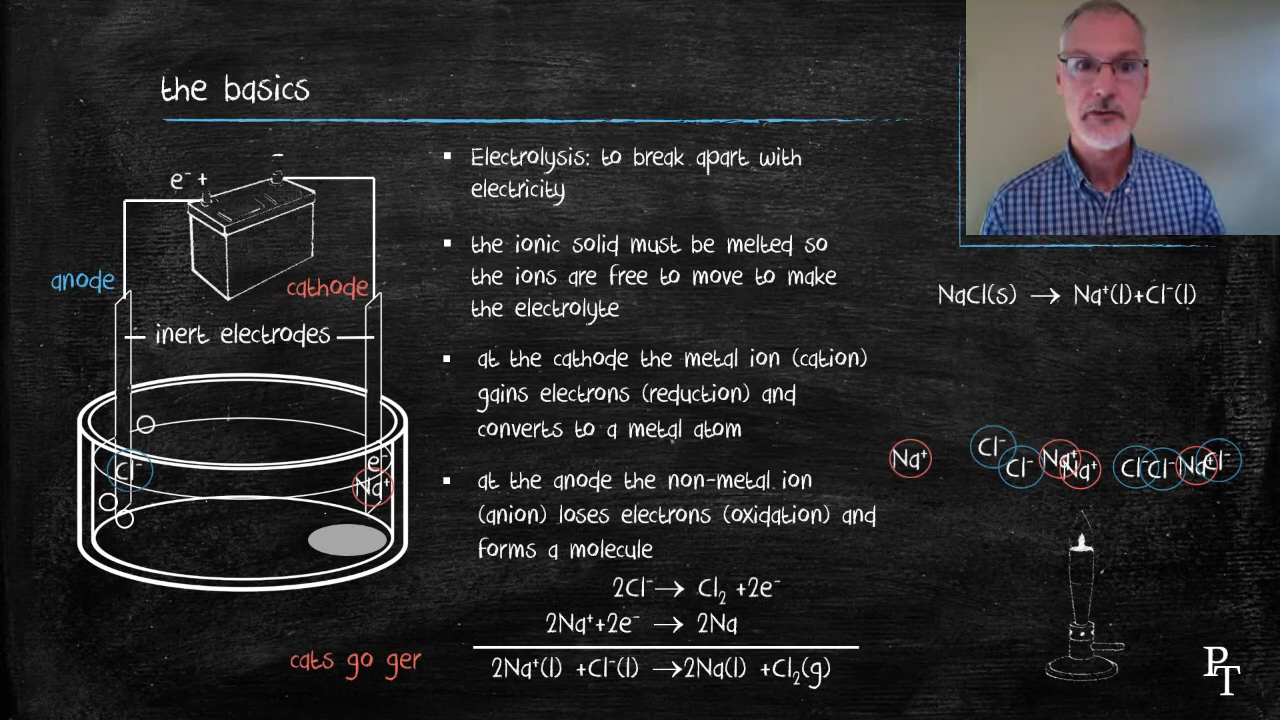 the basics
Electrolysis: to break apart with
electricity
the ionic solid must be melted so
the ions are free to move to make
the electrolyte
at the cathode the metal ion (cation)
gains electrons (reduction) and
converts to a metal atom
at the anode the non-metal ion
(anion) loses electrons (oxidation) and
forms a molecule
2Cl⁻ → Cl₂ +2e⁻
2Na⁺+2e⁻ → 2Na
2Na⁺(l) +Cl⁻(l) →2Na(l) +Cl₂(g)
e⁻ + −
anode
cathode
inert electrodes
Cl⁻
e⁻
Na⁺
cats go ger
NaCl(s) → Na⁺(l)+Cl⁻(l)
Na⁺ Cl⁻ Cl⁻ Na⁺ Na⁺ Cl⁻ Cl⁻ Na⁺ Cl⁻
PT